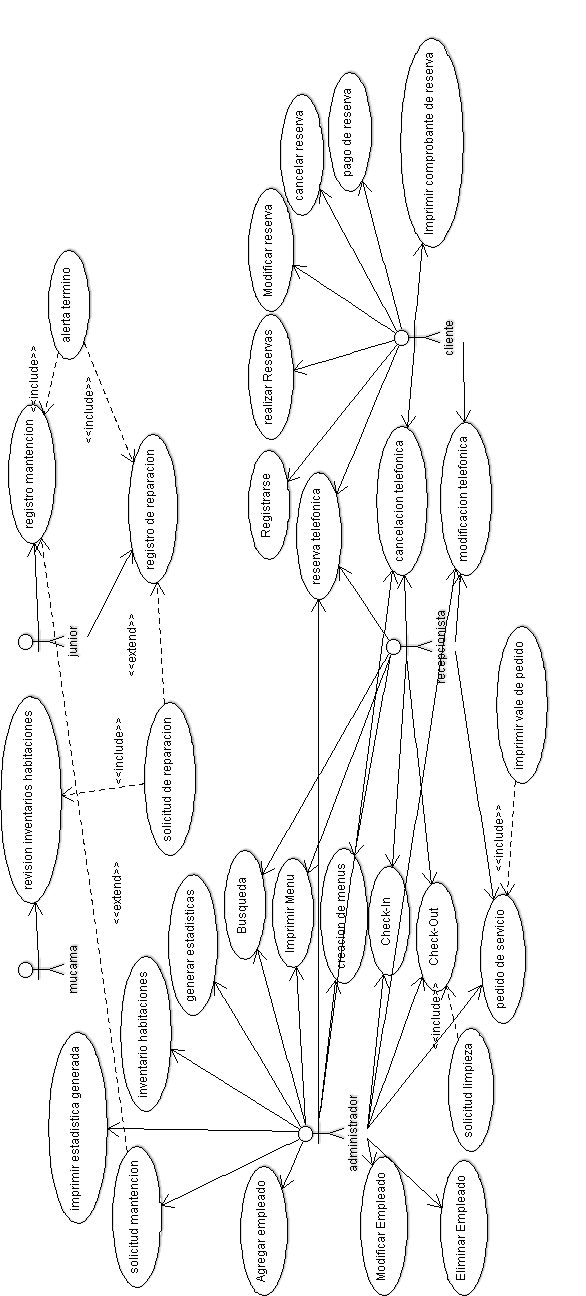 Imprimir comprobante de reserva
pago de reserva
cancelar reserva
Modificar reserva
realizar Reservas
Registrarse
reserva telefonica
cancelacion telefonica
modificacion telefonica
cliente
alerta termino
<<include>>
<<include>>
registro mantencion
registro de reparacion
junior
<<extend>>
recepcionista
imprimir vale de pedido
<<include>>
revision inventarios habitaciones
<<include>>
solicitud de reparacion
mucama
<<extend>>
generar estadisticas
Busqueda
Imprimir Menu
creacion de menus
Check-In
Check-Out
pedido de servicio
<<include>>
inventario habitaciones
imprimir estadistica generada
solicitud mantencion
administrador
solicitud limpieza
Agregar empleado
Modificar Empleado
Eliminar Empleado